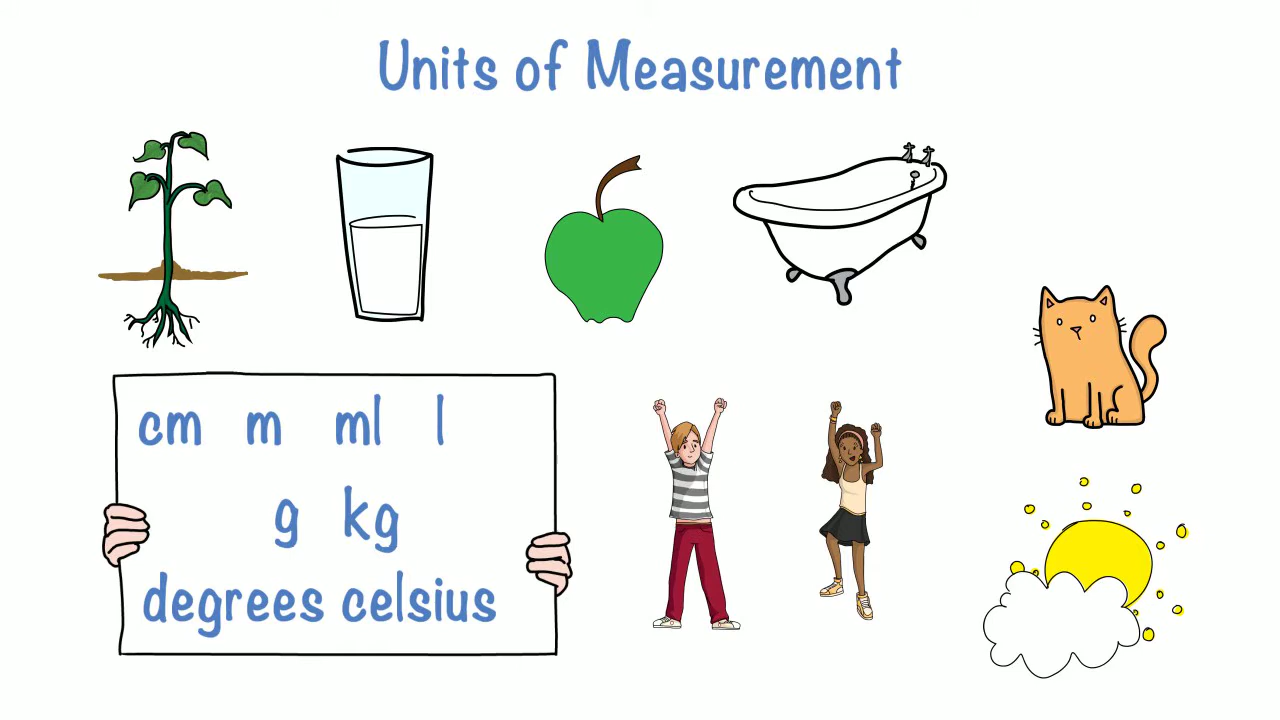 Units of Measurement
cm m ml l
g kg
degrees celsius